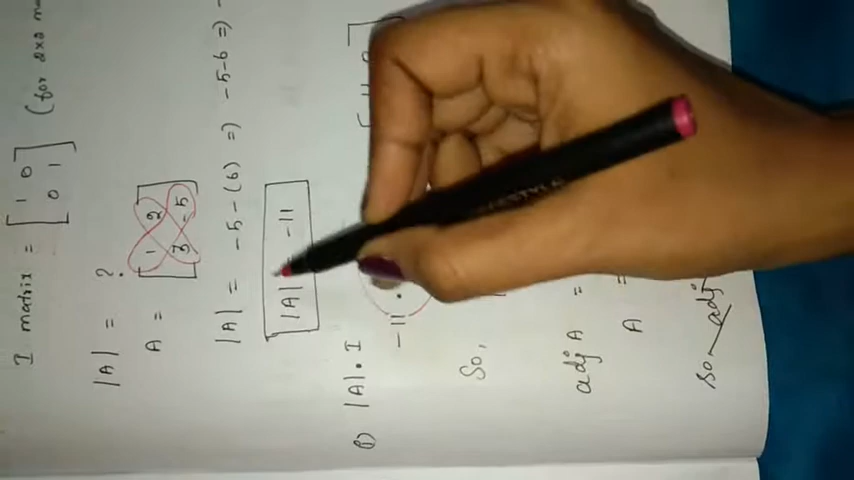 I matrix = [ 1 0 (for 2x2 ma
0 1 ]
|A| = ?
A = [ 1 2
3 -5 ]
|A| = -5-(6) => -5-6 =)
|A| -11
b) |A| . I
-11 .
So,
adj A =
A =
So adj